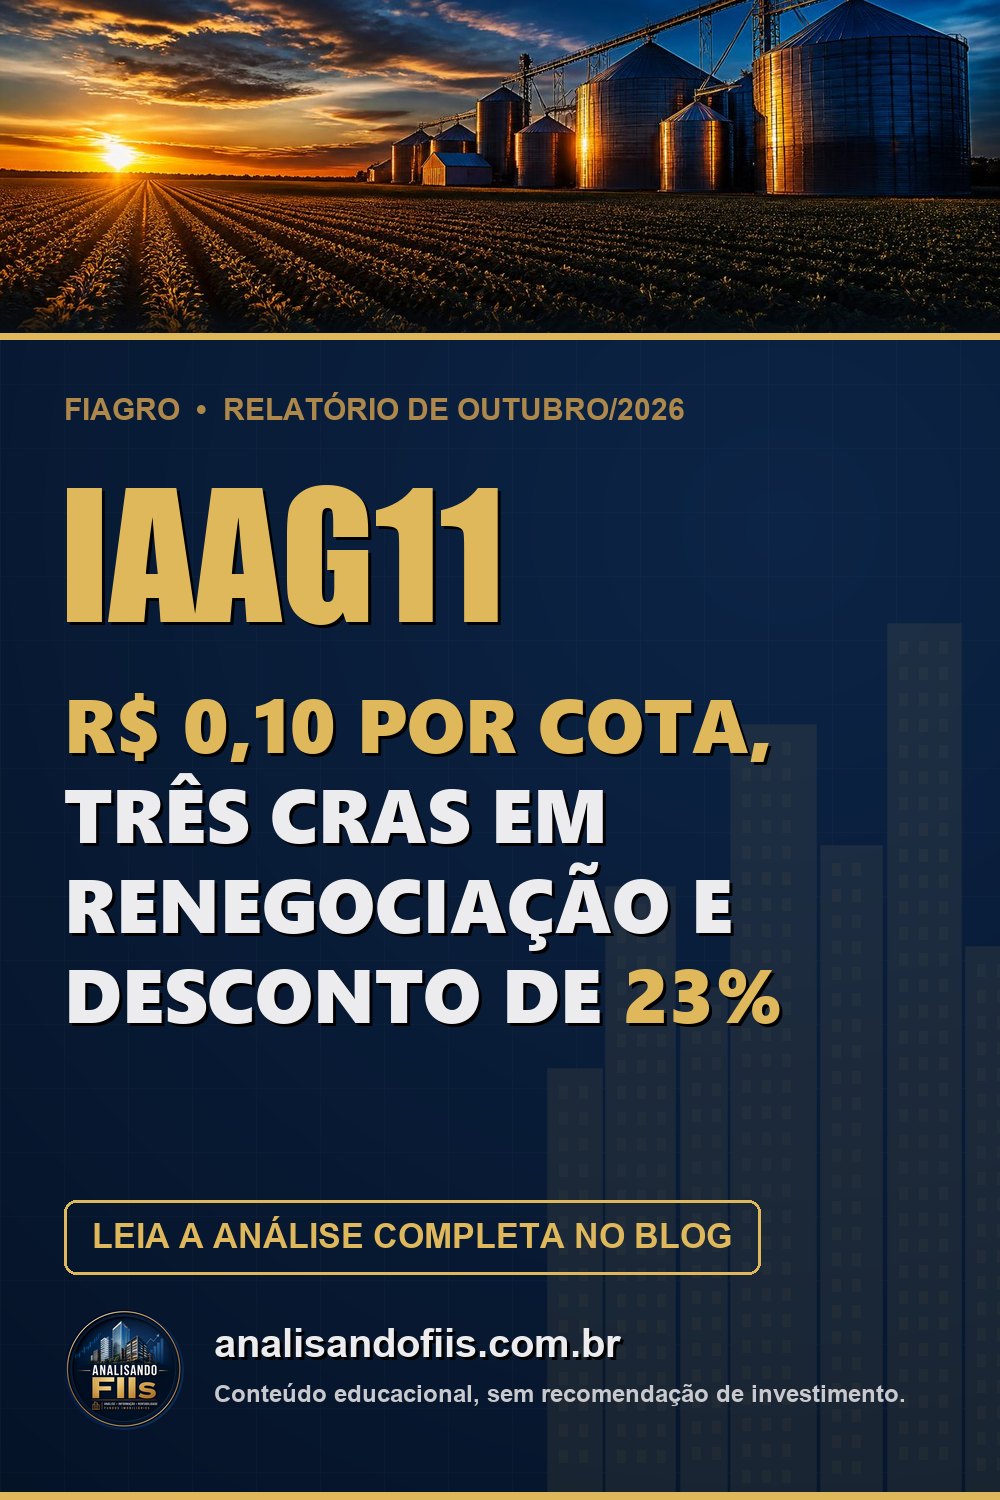 FIAGRO • RELATÓRIO DE OUTUBRO/2026
IAAG11
R$ 0,10 POR COTA,
TRÊS CRAS EM
RENEGOCIAÇÃO E
DESCONTO DE 23%
LEIA A ANÁLISE COMPLETA NO BLOG
ANALISANDO
FIIs
analisandofiis.com.br
Conteúdo educacional, sem recomendação de investimento.